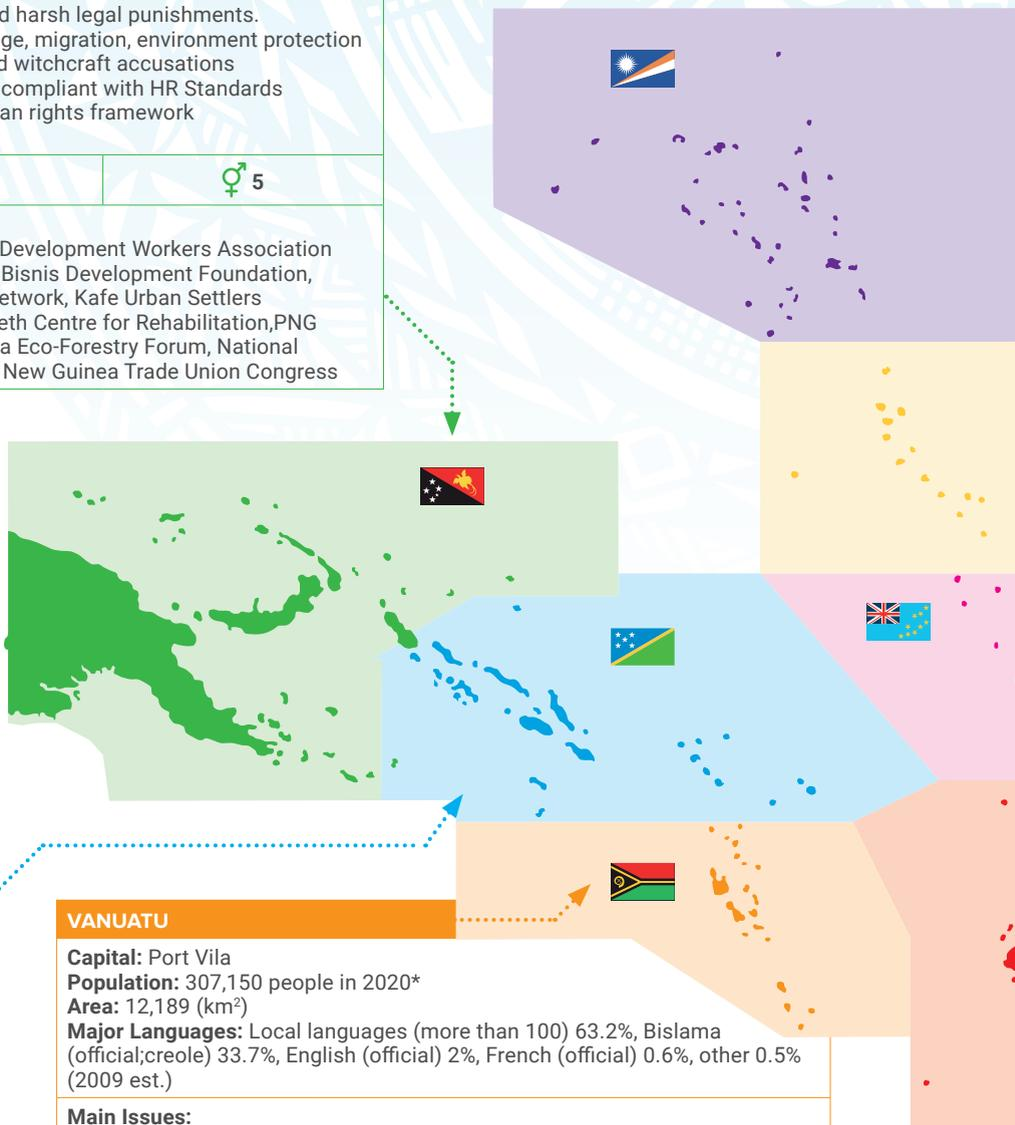 d harsh legal punishments.
ge, migration, environment protection
d witchcraft accusations
compliant with HR Standards
an rights framework
5
Development Workers Association
Bisnis Development Foundation,
etwork, Kafe Urban Settlers
eth Centre for Rehabilitation,PNG
a Eco-Forestry Forum, National
New Guinea Trade Union Congress
VANUATU
Capital: Port Vila
Population: 307,150 people in 2020*
Area: 12,189 (km²)
Major Languages: Local languages (more than 100) 63.2%, Bislama
(official;creole) 33.7%, English (official) 2%, French (official) 0.6%, other 0.5%
(2009 est.)
Main Issues: